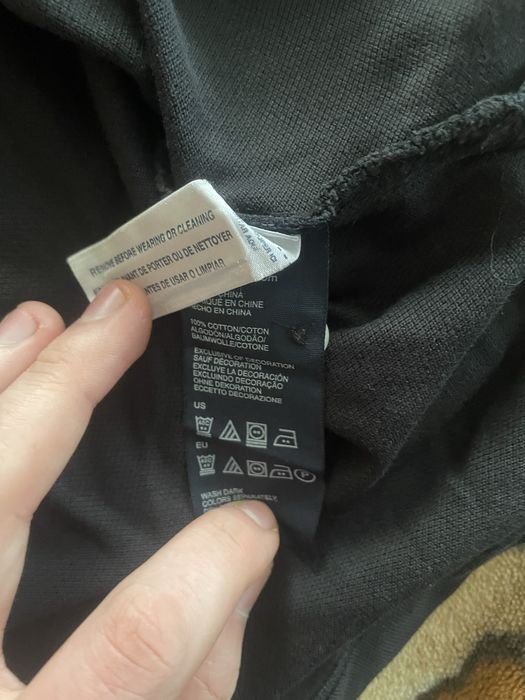 REMOVE BEFORE WEARING OR CLEANING
AVANT DE PORTER OU DE NETTOYER
ANTES DE USAR O LIMPIAR
CHINA
EN CHINE
HECHO EN CHINA
100% COTTON/COTON
ALGODÓN/ALGODÃO/
BAUMWOLLE/COTONE
EXCLUSIVE OF DECORATION
SAUF DÉCORATION
EXCLUYE LA DECORACIÓN
EXCLUINDO DECORAÇÃO
OHNE DEKORATION
ECCETTO DECORAZIONE
US
EU
P
WASH DARK
COLORS SEPARATELY,